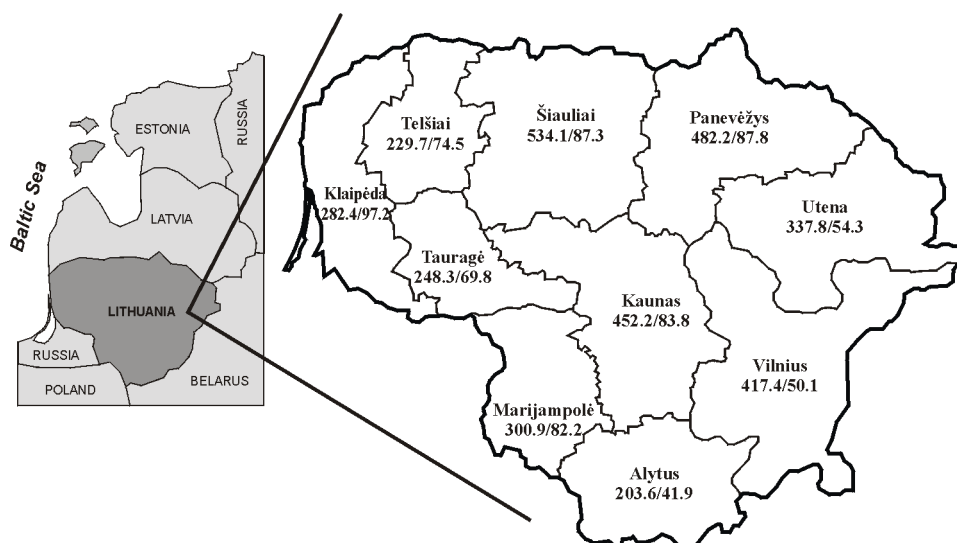 Baltic Sea
ESTONIA
RUSSIA
LATVIA
LITHUANIA
RUSSIA
POLAND
BELARUS
Telšiai
229.7/74.5
Šiauliai
534.1/87.3
Panevėžys
482.2/87.8
Klaipėda
282.4/97.2
Utena
337.8/54.3
Tauragė
248.3/69.8
Kaunas
452.2/83.8
Vilnius
417.4/50.1
Marijampolė
300.9/82.2
Alytus
203.6/41.9